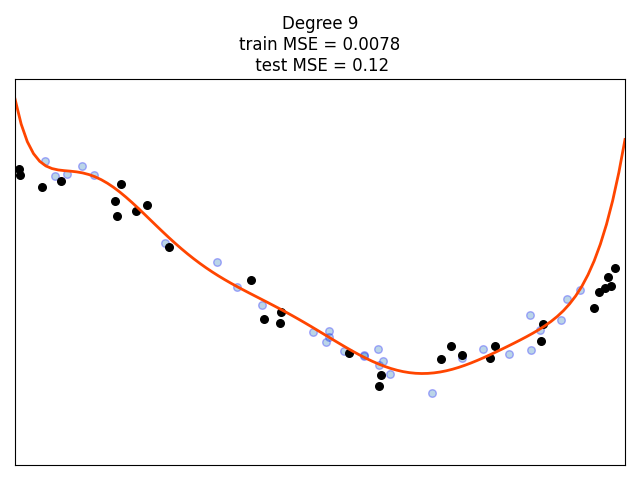 Degree 9
train MSE = 0.0078
test MSE = 0.12